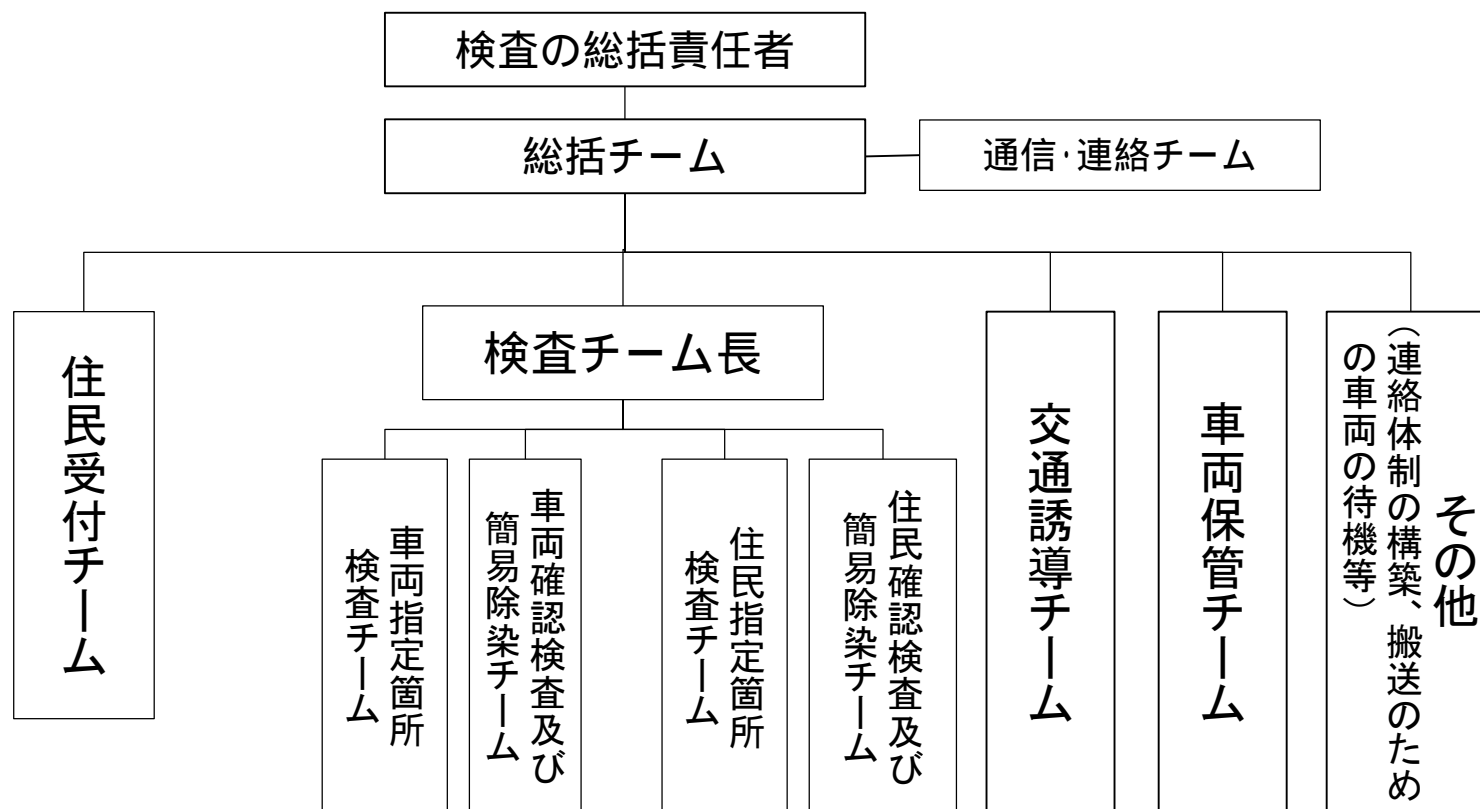 検査の総括責任者
総括チーム
通信・連絡チーム
住民受付チーム
検査チーム長
車両指定箇所
検査チーム
車両確認検査及び
簡易除染チーム
住民指定箇所
検査チーム
住民確認検査及び
簡易除染チーム
交通誘導チーム
車両保管チーム
その他
（連絡体制の構築、搬送のため
の車両の待機等）